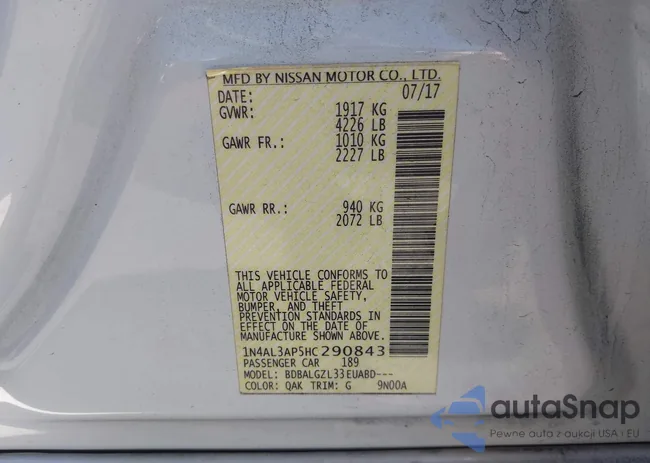 MFD BY NISSAN MOTOR CO., LTD.
DATE: 07/17
GVWR: 1917 KG
4226 LB
GAWR FR.: 1010 KG
2227 LB
GAWR RR.: 940 KG
2072 LB
THIS VEHICLE CONFORMS TO
ALL APPLICABLE FEDERAL
MOTOR VEHICLE SAFETY,
BUMPER, AND THEFT
PREVENTION STANDARDS IN
EFFECT ON THE DATE OF
MANUFACTURE SHOWN ABOVE.
1N4AL3AP5HC290843
PASSENGER CAR 189
MODEL: BDBALGZL33EUABD---
COLOR: QAK TRIM: G 9N00A
autaSnap
Pewne auta z aukcji USA i EU